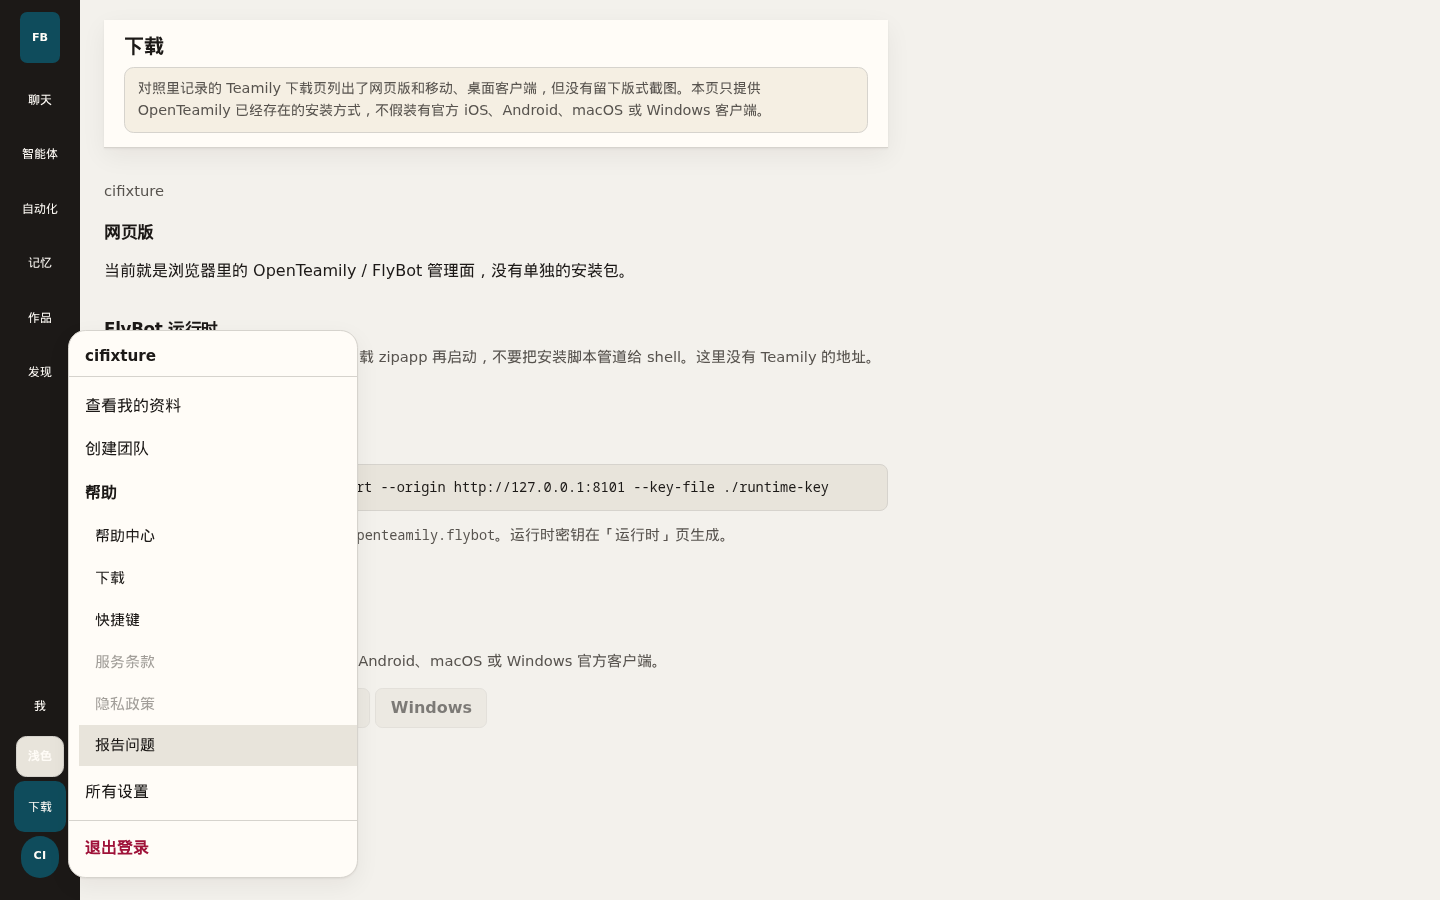 FB
聊天
智能体
自动化
记忆
作品
发现
我
浅色
下载
CI
下载
对照里记录的 Teamily 下载页列出了网页版和移动、桌面客户端，但没有留下版式截图。本页只提供
OpenTeamily 已经存在的安装方式，不假装有官方 iOS、Android、macOS 或 Windows 客户端。
cifixture
网页版
当前就是浏览器里的 OpenTeamily / FlyBot 管理面，没有单独的安装包。
FlyBot 运行时
载 zipapp 再启动，不要把安装脚本管道给 shell。这里没有 Teamily 的地址。
rt --origin http://127.0.0.1:8101 --key-file ./runtime-key
penteamily.flybot。运行时密钥在「运行时」页生成。
Android、macOS 或 Windows 官方客户端。
Windows
cifixture
查看我的资料
创建团队
帮助
帮助中心
下载
快捷键
服务条款
隐私政策
报告问题
所有设置
退出登录